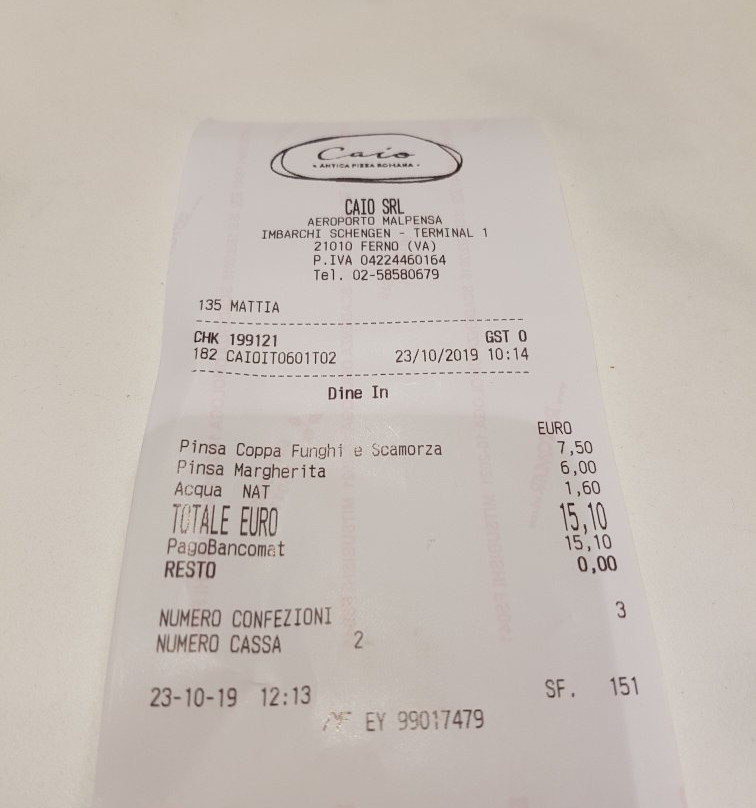 Caio
• ANTICA PIZZA ROMANA •
CAIO SRL
AEROPORTO MALPENSA
IMBARCHI SCHENGEN - TERMINAL 1
21010 FERNO (VA)
P.IVA 04224460164
Tel. 02-58580679
135 MATTIA
CHK 199121 GST 0
182 CAIOIT0601T02 23/10/2019 10:14
Dine In
EURO
Pinsa Coppa Funghi e Scamorza 7,50
Pinsa Margherita 6,00
Acqua NAT 1,60
TOTALE EURO 15,10
PagoBancomat 15,10
RESTO 0,00
NUMERO CONFEZIONI 3
NUMERO CASSA 2
23-10-19 12:13 SF. 151
EY 99017479